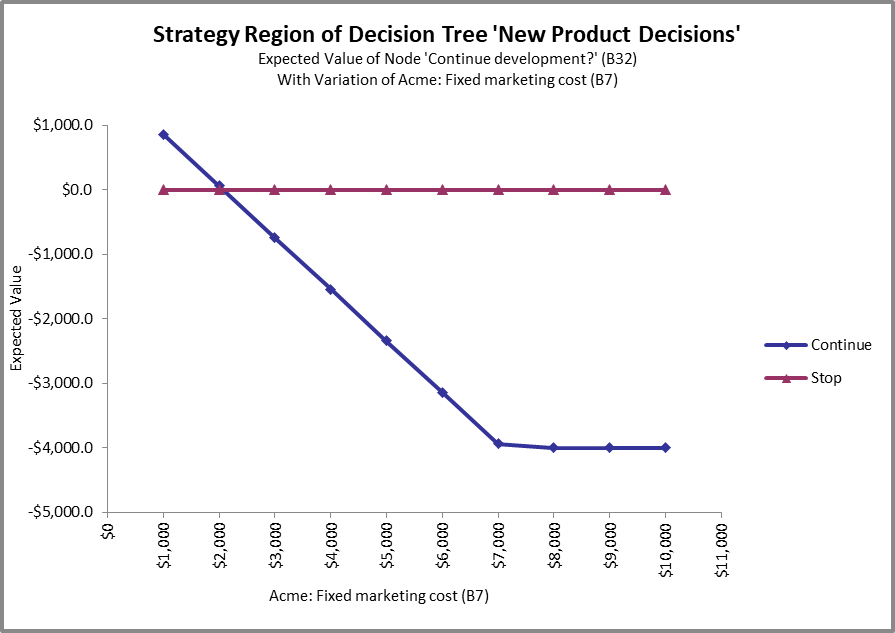 Strategy Region of Decision Tree 'New Product Decisions'
Expected Value of Node 'Continue development?' (B32)
With Variation of Acme: Fixed marketing cost (B7)
$1,000.0
$0.0
-$1,000.0
-$2,000.0
-$3,000.0
-$4,000.0
-$5,000.0
Expected Value
$0
$1,000
$2,000
$3,000
$4,000
$5,000
$6,000
$7,000
$8,000
$9,000
$10,000
$11,000
Acme: Fixed marketing cost (B7)
Continue
Stop